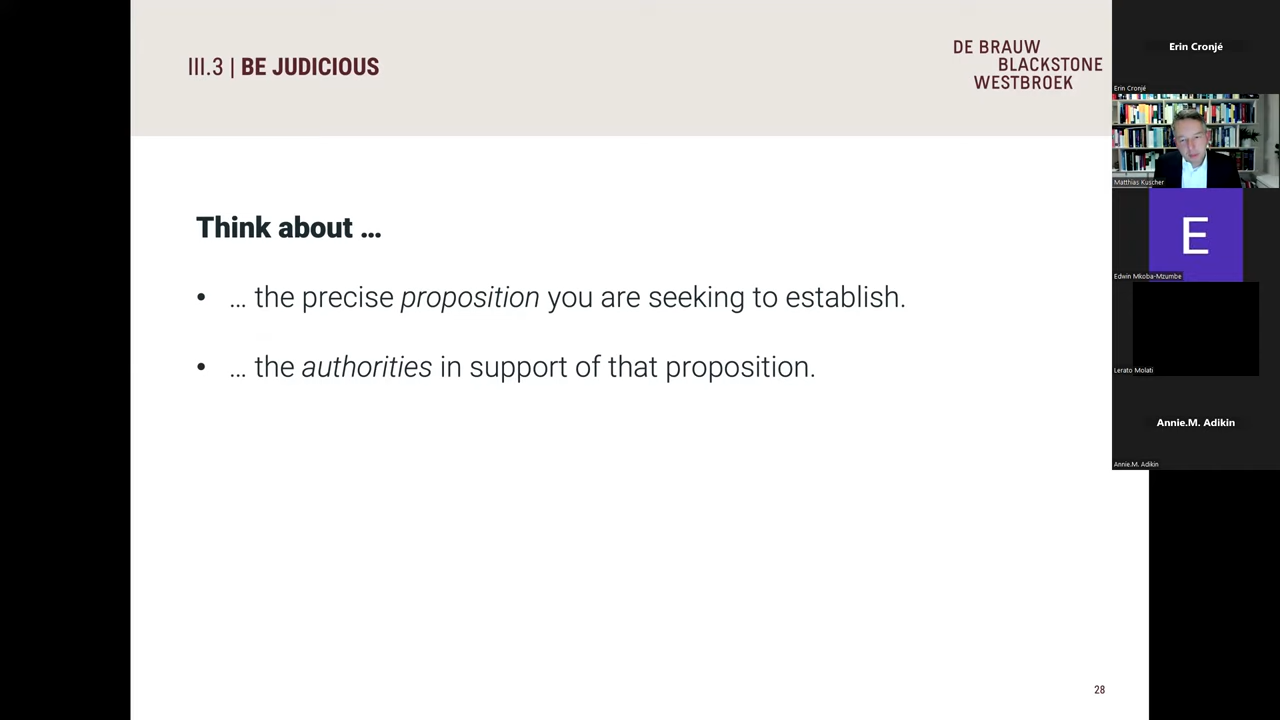 III.3 | BE JUDICIOUS
DE BRAUW
BLACKSTONE
WESTBROEK
Think about ...
• ... the precise proposition you are seeking to establish.
• ... the authorities in support of that proposition.
28
Erin Cronjé
Erin Cronjé
Matthias Kuscher
E
Edwin Mkoba-Mzumbe
Lerato Molati
Annie.M. Adikin
Annie.M. Adikin